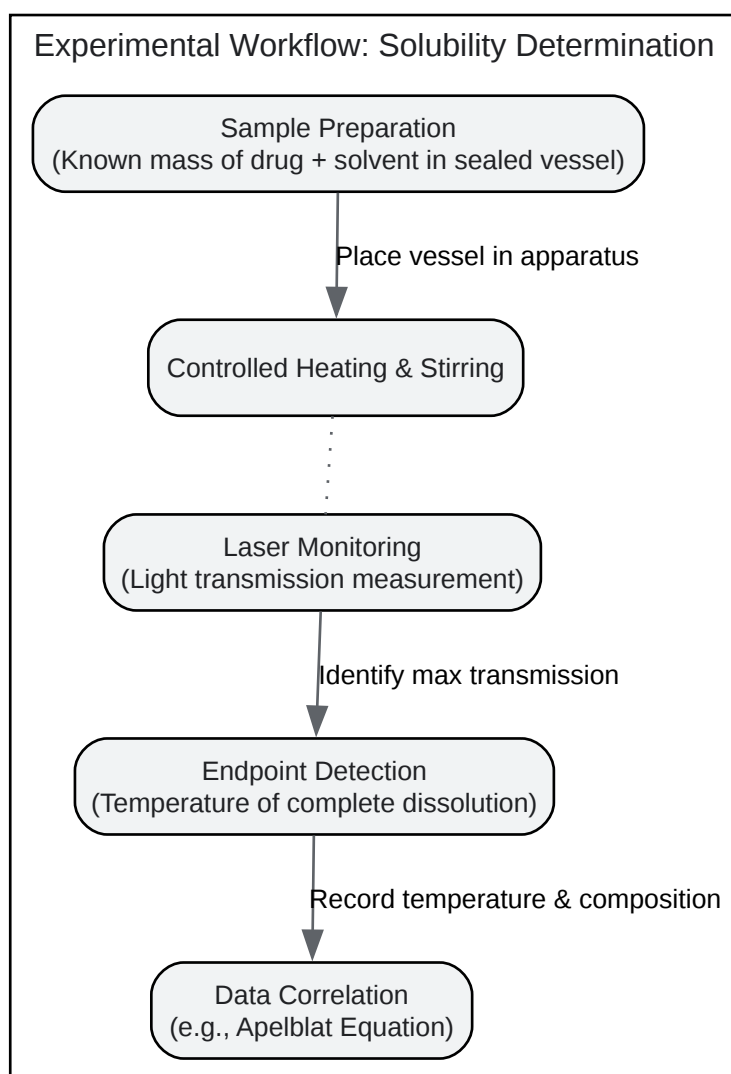 Experimental Workflow: Solubility Determination
Sample Preparation
(Known mass of drug + solvent in sealed vessel)
Place vessel in apparatus
Controlled Heating & Stirring
Laser Monitoring
(Light transmission measurement)
Identify max transmission
Endpoint Detection
(Temperature of complete dissolution)
Record temperature & composition
Data Correlation
(e.g., Apelblat Equation)